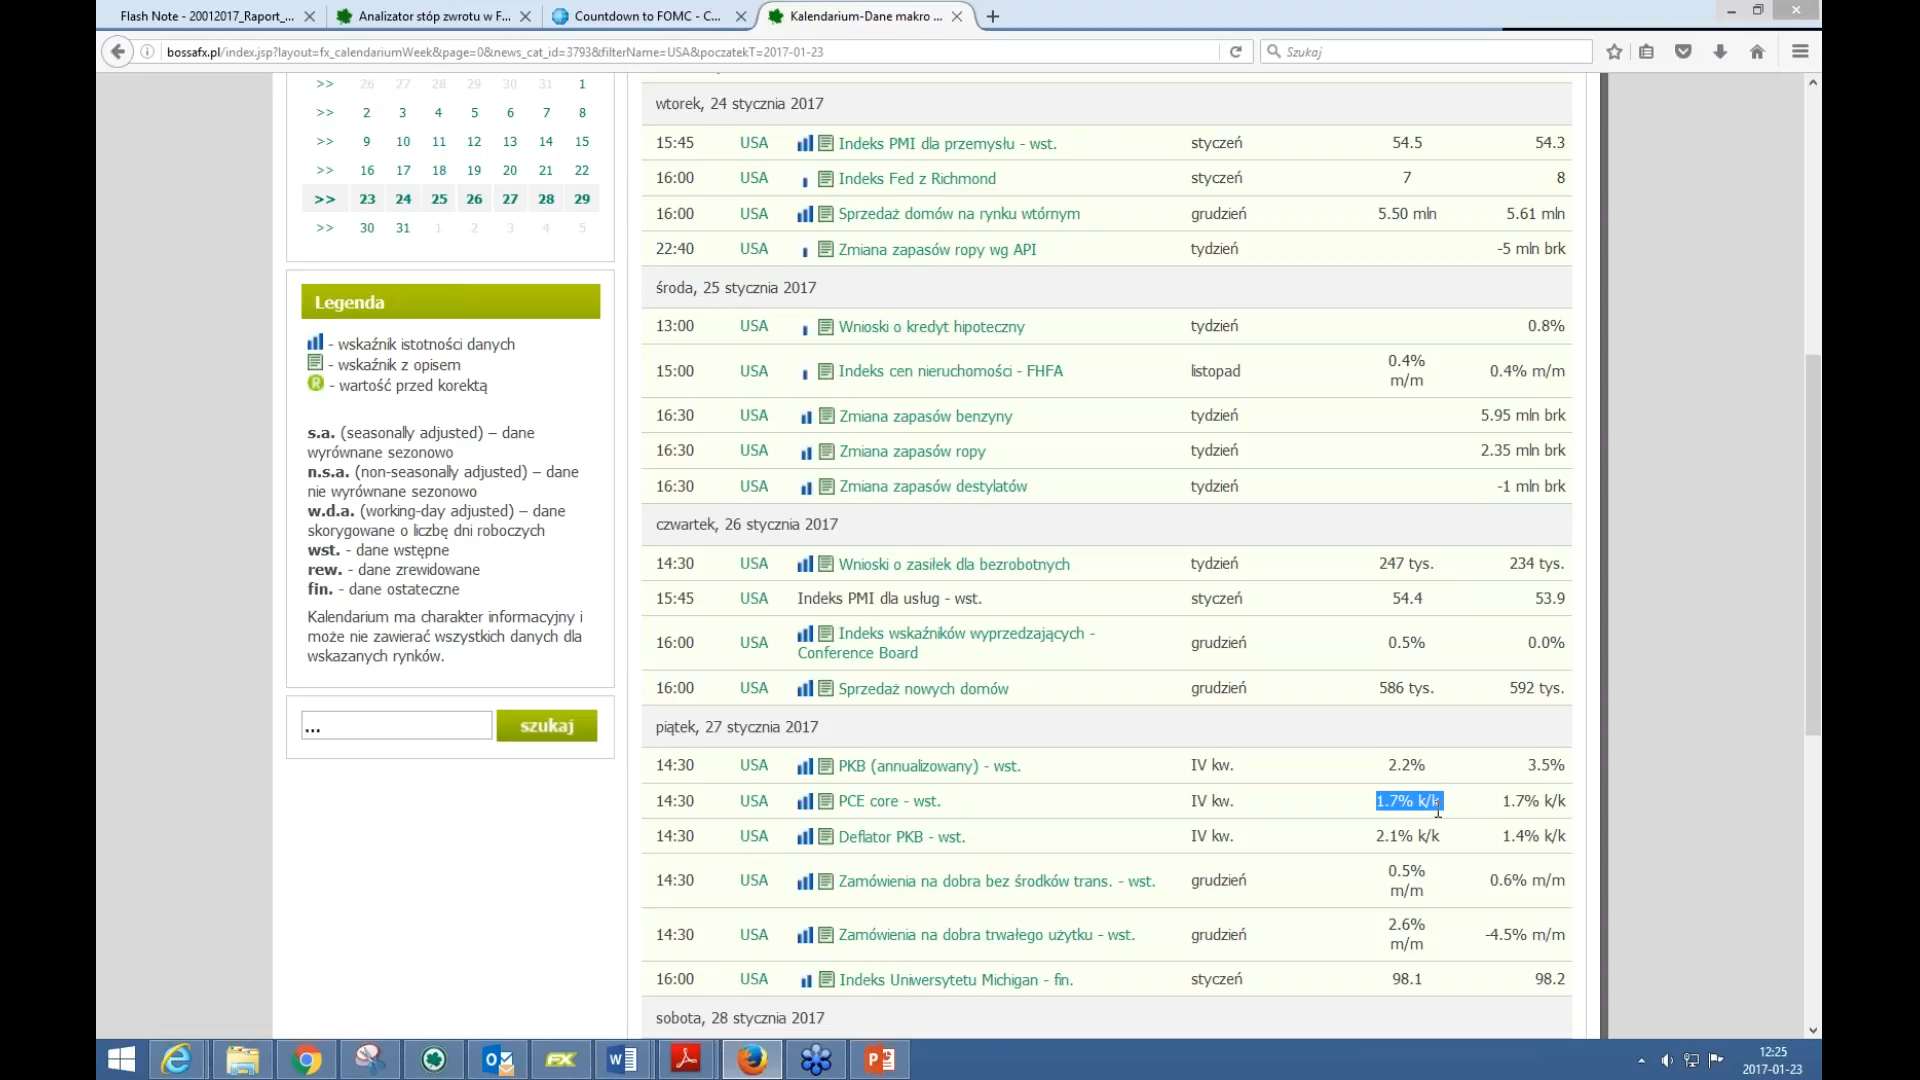 Flash Note - 20012017_Raport_...
Analizator stóp zwrotu w F...
Countdown to FOMC - C...
Kalendarium-Dane makro ...
bossafx.pl/index.jsp?layout=fx_calendariumWeek&page=0&news_cat_id=3793&filterName=USA&poczatekT=2017-01-23
Szukaj
>> 26 27 28 29 30 31 1
>> 2 3 4 5 6 7 8
>> 9 10 11 12 13 14 15
>> 16 17 18 19 20 21 22
>> 23 24 25 26 27 28 29
>> 30 31 1 2 3 4 5
Legenda
- wskaźnik istotności danych
- wskaźnik z opisem
R - wartość przed korektą
s.a. (seasonally adjusted) – dane
wyrównane sezonowo
n.s.a. (non-seasonally adjusted) – dane
nie wyrównane sezonowo
w.d.a. (working-day adjusted) – dane
skorygowane o liczbę dni roboczych
wst. - dane wstępne
rew. - dane zrewidowane
fin. - dane ostateczne
Kalendarium ma charakter informacyjny i
może nie zawierać wszystkich danych dla
wskazanych rynków.
...
szukaj
wtorek, 24 stycznia 2017
15:45 USA Indeks PMI dla przemysłu - wst. styczeń 54.5 54.3
16:00 USA Indeks Fed z Richmond styczeń 7 8
16:00 USA Sprzedaż domów na rynku wtórnym grudzień 5.50 mln 5.61 mln
22:40 USA Zmiana zapasów ropy wg API tydzień -5 mln brk
środa, 25 stycznia 2017
13:00 USA Wnioski o kredyt hipoteczny tydzień 0.8%
15:00 USA Indeks cen nieruchomości - FHFA listopad 0.4% m/m 0.4% m/m
16:30 USA Zmiana zapasów benzyny tydzień 5.95 mln brk
16:30 USA Zmiana zapasów ropy tydzień 2.35 mln brk
16:30 USA Zmiana zapasów destylatów tydzień -1 mln brk
czwartek, 26 stycznia 2017
14:30 USA Wnioski o zasiłek dla bezrobotnych tydzień 247 tys. 234 tys.
15:45 USA Indeks PMI dla usług - wst. styczeń 54.4 53.9
16:00 USA Indeks wskaźników wyprzedzających - 
Conference Board grudzień 0.5% 0.0%
16:00 USA Sprzedaż nowych domów grudzień 586 tys. 592 tys.
piątek, 27 stycznia 2017
14:30 USA PKB (annualizowany) - wst. IV kw. 2.2% 3.5%
14:30 USA PCE core - wst. IV kw. 1.7% k/k 1.7% k/k
14:30 USA Deflator PKB - wst. IV kw. 2.1% k/k 1.4% k/k
14:30 USA Zamówienia na dobra bez środków trans. - wst. grudzień 0.5% m/m 0.6% m/m
14:30 USA Zamówienia na dobra trwałego użytku - wst. grudzień 2.6% m/m -4.5% m/m
16:00 USA Indeks Uniwersytetu Michigan - fin. styczeń 98.1 98.2
sobota, 28 stycznia 2017
FX
12:25
2017-01-23